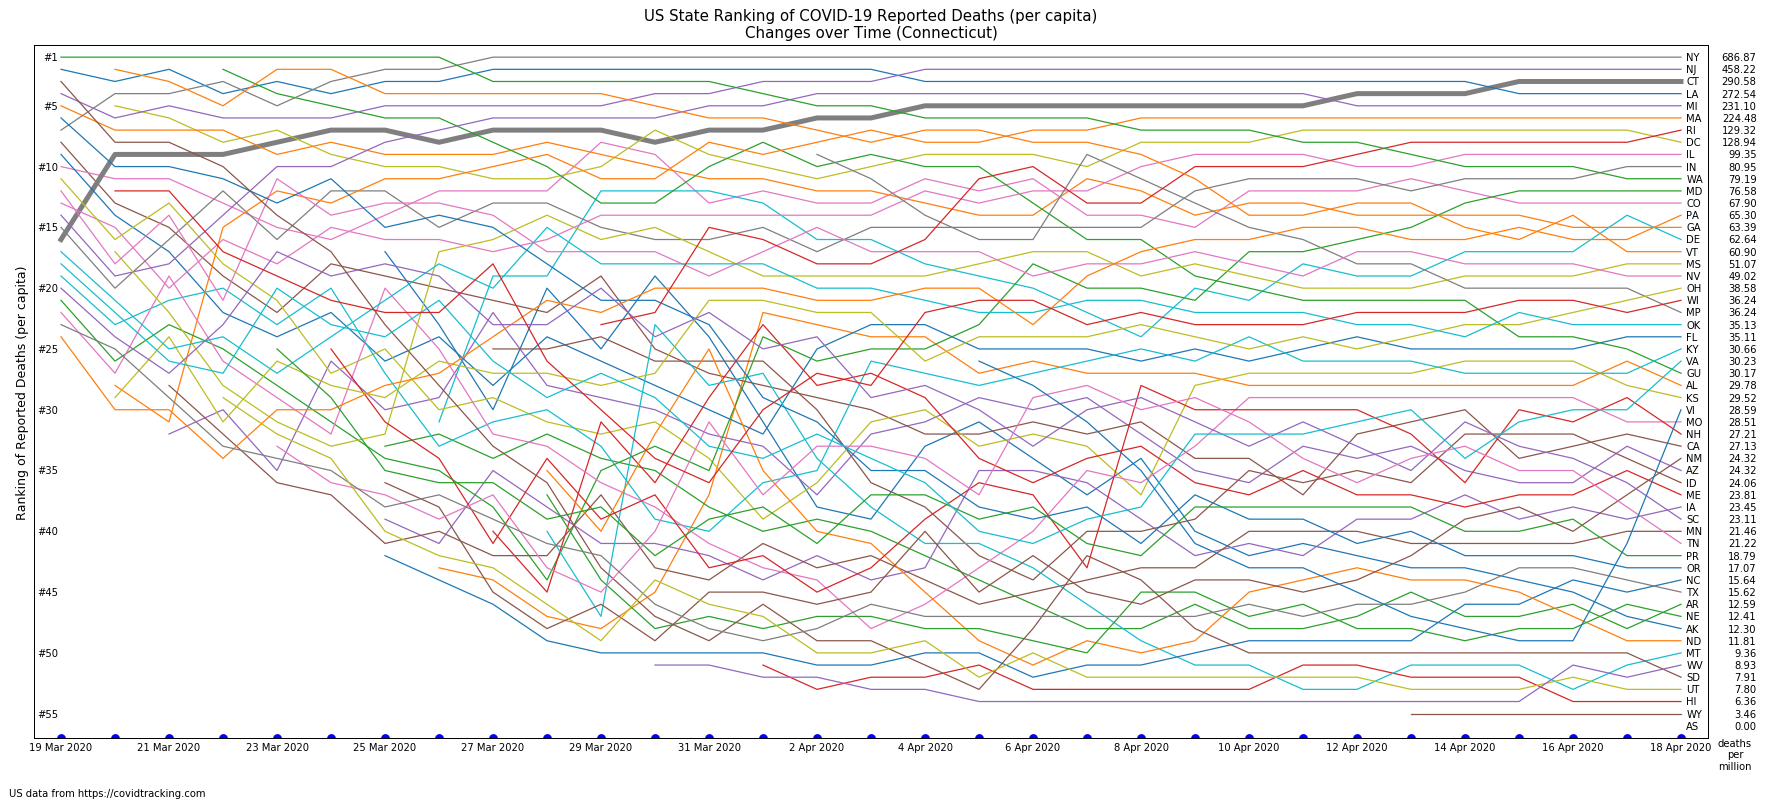 US State Ranking of COVID-19 Reported Deaths (per capita)
Changes over Time (Connecticut)
Ranking of Reported Deaths (per capita)
#1
#5
#10
#15
#20
#25
#30
#35
#40
#45
#50
#55
NY 686.87
NJ 458.22
CT 290.58
LA 272.54
MI 231.10
MA 224.48
RI 129.32
DC 128.94
IL 99.35
IN 80.95
WA 79.19
MD 76.58
CO 67.90
PA 65.30
GA 63.39
DE 62.64
VT 60.90
MS 51.07
NV 49.02
OH 38.58
WI 36.24
MP 36.24
OK 35.13
FL 35.11
KY 30.66
VA 30.23
GU 30.17
AL 29.78
KS 29.52
VI 28.59
MO 28.51
NH 27.21
CA 27.13
NM 24.32
AZ 24.32
ID 24.06
ME 23.81
IA 23.45
SC 23.11
MN 21.46
TN 21.22
PR 18.79
OR 17.07
NC 15.64
TX 15.62
AR 12.59
NE 12.41
AK 12.30
ND 11.81
MT 9.36
WV 8.93
SD 7.91
UT 7.80
HI 6.36
WY 3.46
AS 0.00
19 Mar 2020 21 Mar 2020 23 Mar 2020 25 Mar 2020 27 Mar 2020 29 Mar 2020 31 Mar 2020 2 Apr 2020 4 Apr 2020 6 Apr 2020 8 Apr 2020 10 Apr 2020 12 Apr 2020 14 Apr 2020 16 Apr 2020 18 Apr 2020
deaths
per
million
US data from https://covidtracking.com